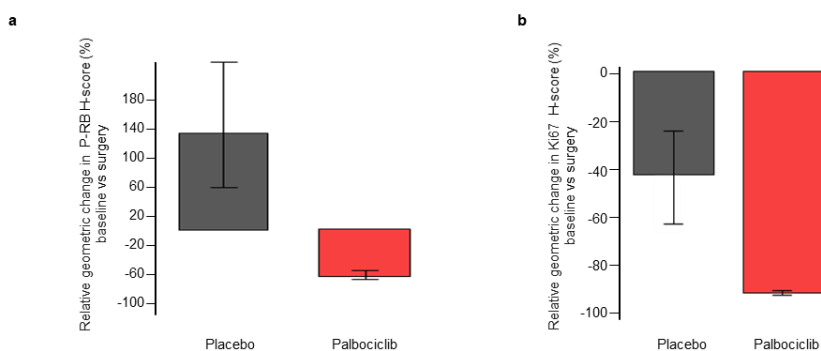 a
Relative geometric change in P-RB H-score (%)
baseline vs surgery
180
140
100
60
20
-20
-60
-100
Placebo
Palbociclib
b
Relative geometric change in Ki67 H-score (%)
baseline vs surgery
0
-20
-40
-60
-80
-100
Placebo
Palbociclib